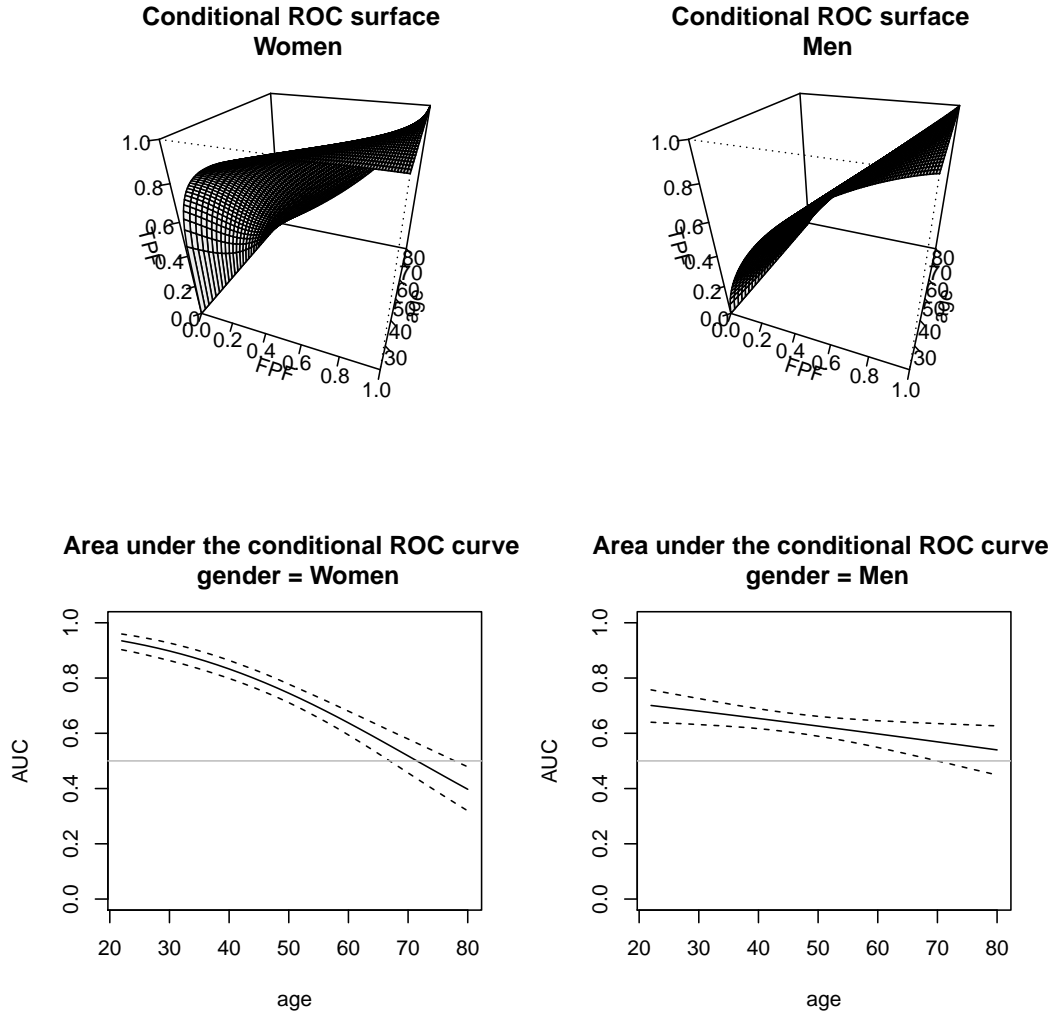 Conditional ROC surface
Women
1.0
0.8
0.6
0.4
0.2
0.0
TPF
0.0
0.2
0.4
0.6
0.8
1.0
FPF
30
40
50
60
70
80
age
Conditional ROC surface
Men
1.0
0.8
0.6
0.4
0.2
0.0
TPF
0.0
0.2
0.4
0.6
0.8
1.0
FPF
30
40
50
60
70
80
age
Area under the conditional ROC curve
gender = Women
1.0
0.8
0.6
0.4
0.2
0.0
AUC
20 30 40 50 60 70 80
age
Area under the conditional ROC curve
gender = Men
1.0
0.8
0.6
0.4
0.2
0.0
AUC
20 30 40 50 60 70 80
age